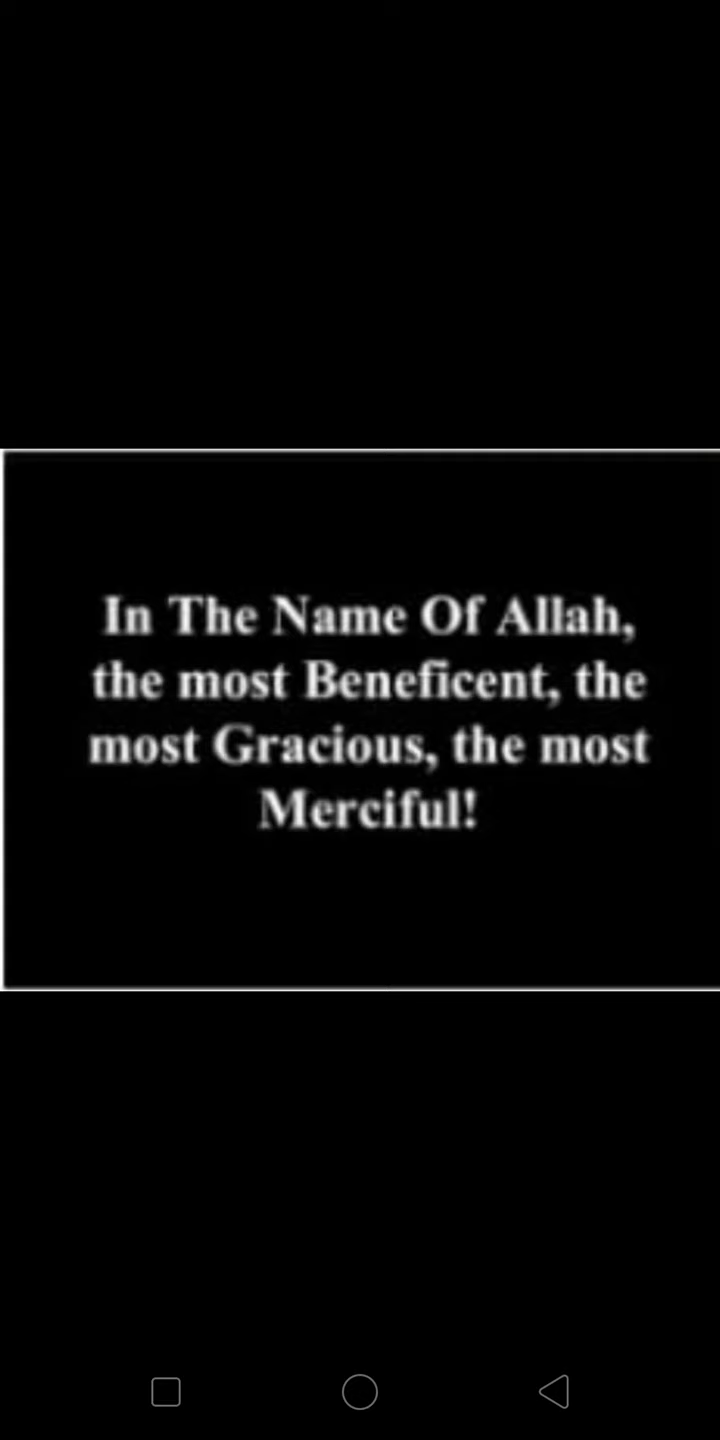 In The Name Of Allah,
the most Beneficent, the
most Gracious, the most
Merciful!